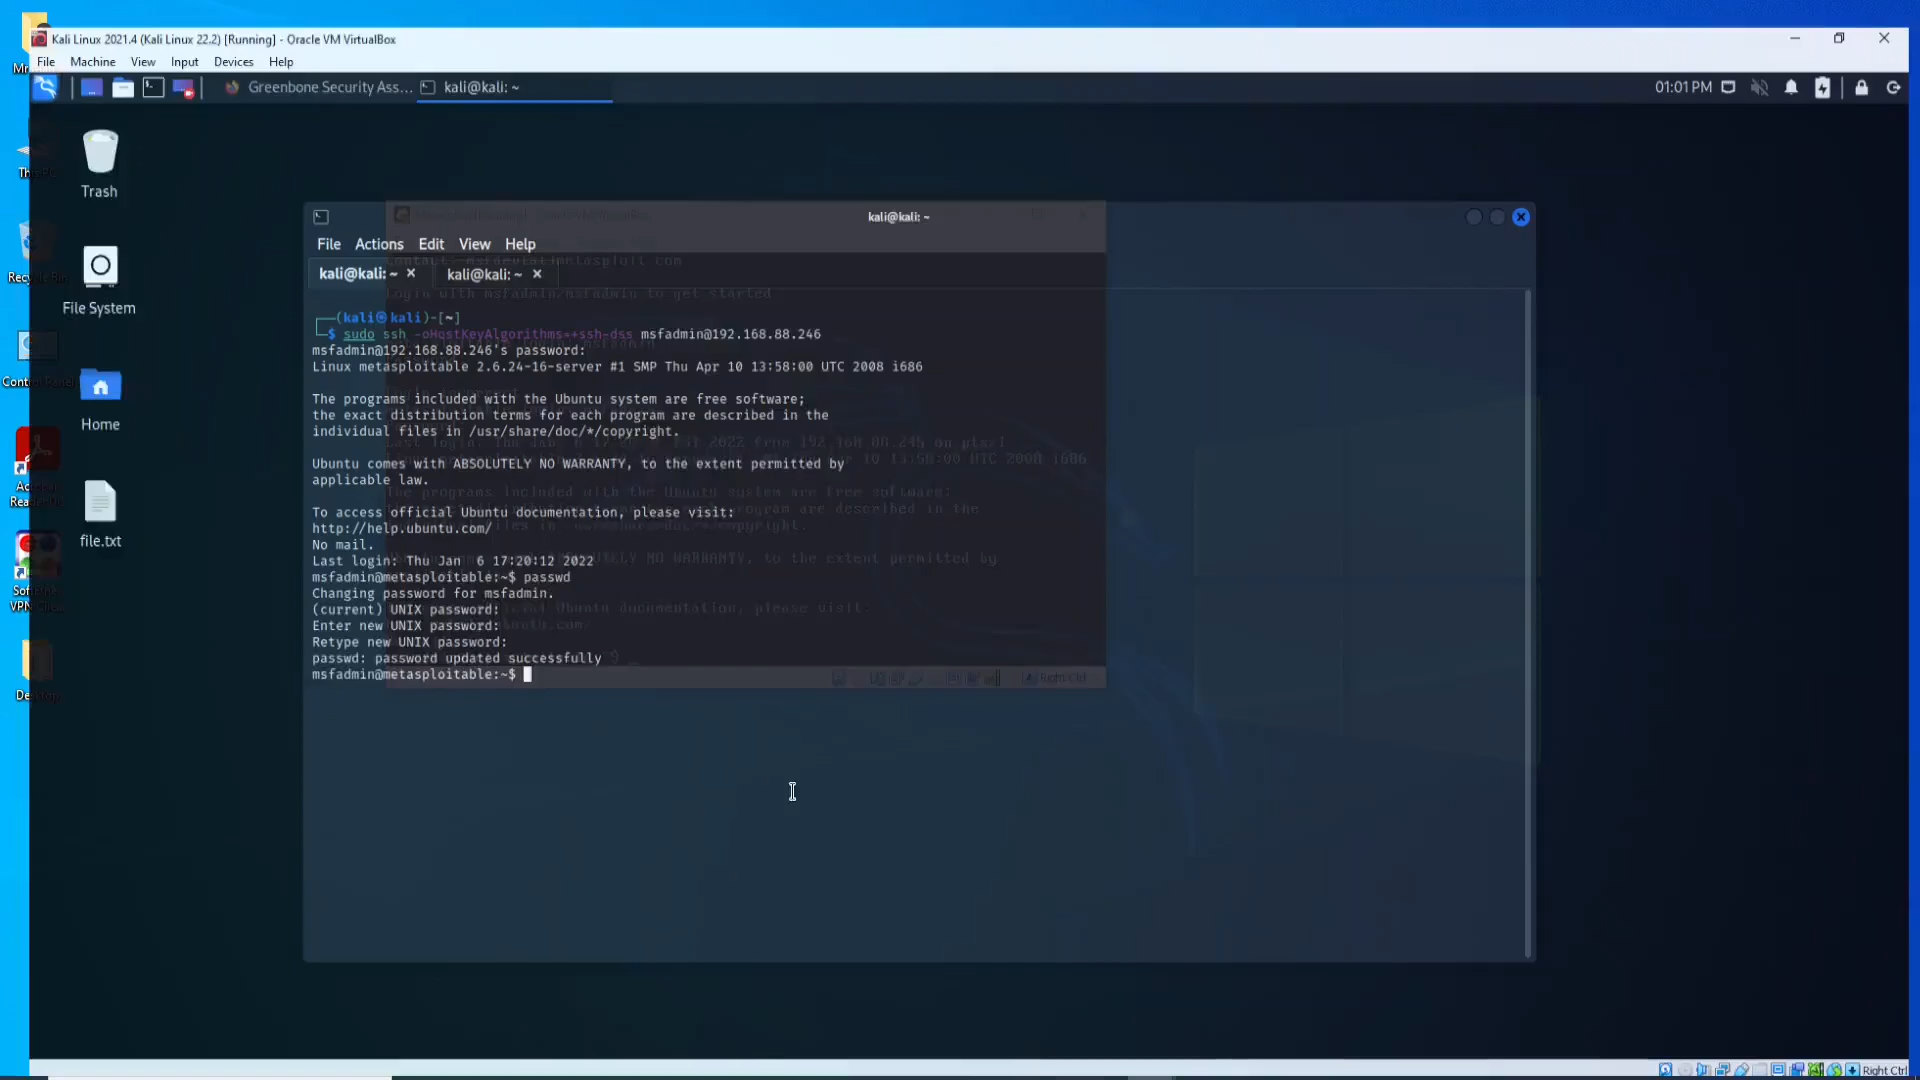 Kali Linux 2021.4 (Kali Linux 22.2) [Running] - Oracle VM VirtualBox
File Machine View Input Devices Help
Greenbone Security Ass... kali@kali: ~ 01:01 PM
Trash
File System
Home
file.txt
kali@kali: ~
File Actions Edit View Help
kali@kali: ~ × kali@kali: ~ ×
(kali㉿kali)-[~]
$ sudo ssh -oHostKeyAlgorithms=+ssh-dss msfadmin@192.168.88.246
msfadmin@192.168.88.246's password:
Linux metasploitable 2.6.24-16-server #1 SMP Thu Apr 10 13:58:00 UTC 2008 i686
The programs included with the Ubuntu system are free software;
the exact distribution terms for each program are described in the
individual files in /usr/share/doc/*/copyright.
Ubuntu comes with ABSOLUTELY NO WARRANTY, to the extent permitted by
applicable law.
To access official Ubuntu documentation, please visit:
http://help.ubuntu.com/
No mail.
Last login: Thu Jan  6 17:20:12 2022
msfadmin@metasploitable:~$ passwd
Changing password for msfadmin.
(current) UNIX password:
Enter new UNIX password:
Retype new UNIX password:
passwd: password updated successfully
msfadmin@metasploitable:~$
Right Ctrl
Right Ctrl